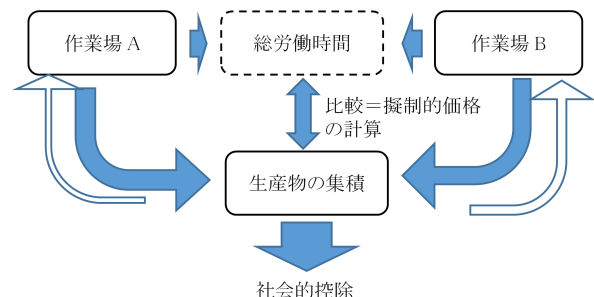 作業場 A
総労働時間
作業場 B
比較＝擬制的価格
の計算
生産物の集積
社会的控除